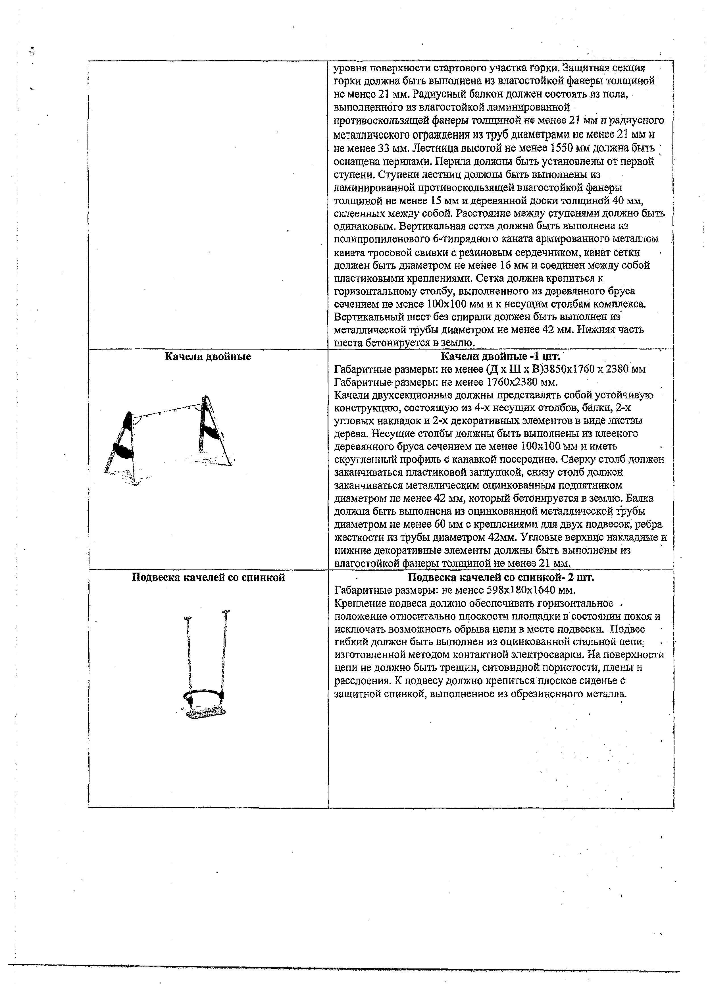 уровня поверхности стартового участка горки. Защитная секция
горки должна быть выполнена из влагостойкой фанеры толщиной
не менее 21 мм. Радиусный балкон должен состоять из пола,
выполненного из влагостойкой ламинированной
противоскользящей фанеры толщиной не менее 21 мм и радиусного
металлического ограждения из труб диаметрами не менее 21 мм и
не менее 33 мм. Лестница высотой не менее 1550 мм должна быть
оснащена перилами. Перила должны быть установлены от первой
ступени. Ступени лестниц должны быть выполнены из
ламинированной противоскользящей влагостойкой фанеры
толщиной не менее 15 мм и деревянной доски толщиной 40 мм,
склеенных между собой. Расстояние между ступенями должно быть
одинаковым. Вертикальная сетка должна быть выполнена из
полипропиленового 6-типрядного каната армированного металлом
каната тросовой свивки с резиновым сердечником, канат сетки
должен быть диаметром не менее 16 мм и соединен между собой
пластиковыми креплениями. Сетка должна крепиться к
горизонтальному столбу, выполненного из деревянного бруса
сечением не менее 100х100 мм и к несущим столбам комплекса.
Вертикальный шест без спирали должен быть выполнен из
металлической трубы диаметром не менее 42 мм. Нижняя часть
шеста бетонируется в землю.
Качели двойные
Качели двойные -1 шт.
Габаритные размеры: не менее (Д х Ш х В)3850х1760 х 2380 мм
Габаритные размеры: не менее 1760х2380 мм.
Качели двухсекционные должны представлять собой устойчивую
конструкцию, состоящую из 4-х несущих столбов, балки, 2-х
угловых накладок и 2-х декоративных элементов в виде листвы
дерева. Несущие столбы должны быть выполнены из клееного
деревянного бруса сечением не менее 100х100 мм и иметь
скругленный профиль с канавкой посередине. Сверху столб должен
заканчиваться пластиковой заглушкой, снизу столб должен
заканчиваться металлическим оцинкованным подпятником
диаметром не менее 42 мм, который бетонируется в землю. Балка
должна быть выполнена из оцинкованной металлической трубы
диаметром не менее 60 мм с креплениями для двух подвесок, ребра
жесткости из трубы диаметром 42мм. Угловые верхние накладные и
нижние декоративные элементы должны быть выполнены из
влагостойкой фанеры толщиной не менее 21 мм.
Подвеска качелей со спинкой
Подвеска качелей со спинкой- 2 шт.
Габаритные размеры: не менее 598х180х1640 мм.
Крепление подвеса должно обеспечивать горизонтальное
положение относительно плоскости площадки в состоянии покоя и
исключать возможность обрыва цепи в месте подвески. Подвес
гибкий должен быть выполнен из оцинкованной стальной цепи,
изготовленной методом контактной электросварки. На поверхности
цепи не должно быть трещин, ситовидной пористости, плены и
расслоения. К подвесу должно крепиться плоское сиденье с
защитной спинкой, выполненное из обрезиненного металла.